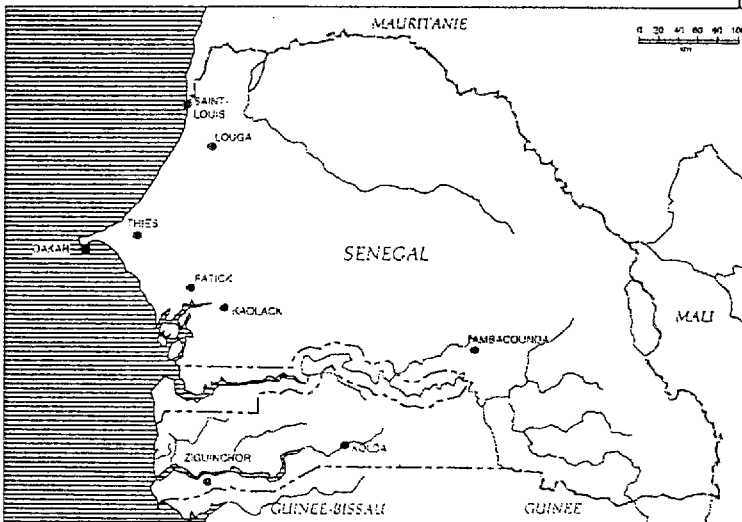 MAURITANIE
0 20 40 60 80 100
km
SAINT-
LOUIS
LOUGA
THIES
DAKAR
SENEGAL
FATICK
KAOLACK
MALI
TAMBACOUNDA
KOLDA
ZIGUINCHOR
GUINEE-BISSAU
GUINEE